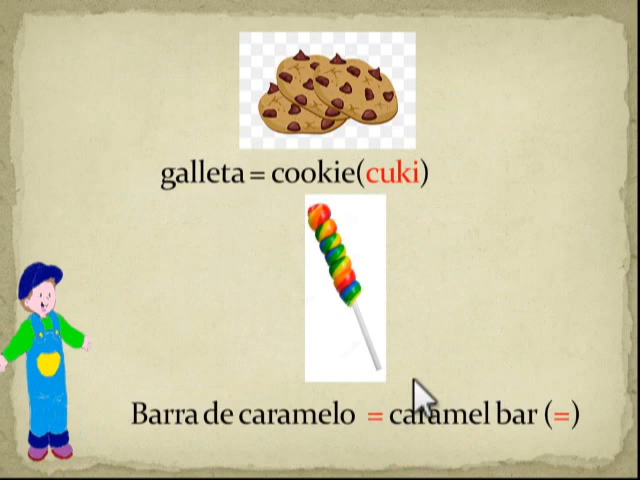 galleta = cookie(cuki)
Barra de caramelo = caramel bar (=)